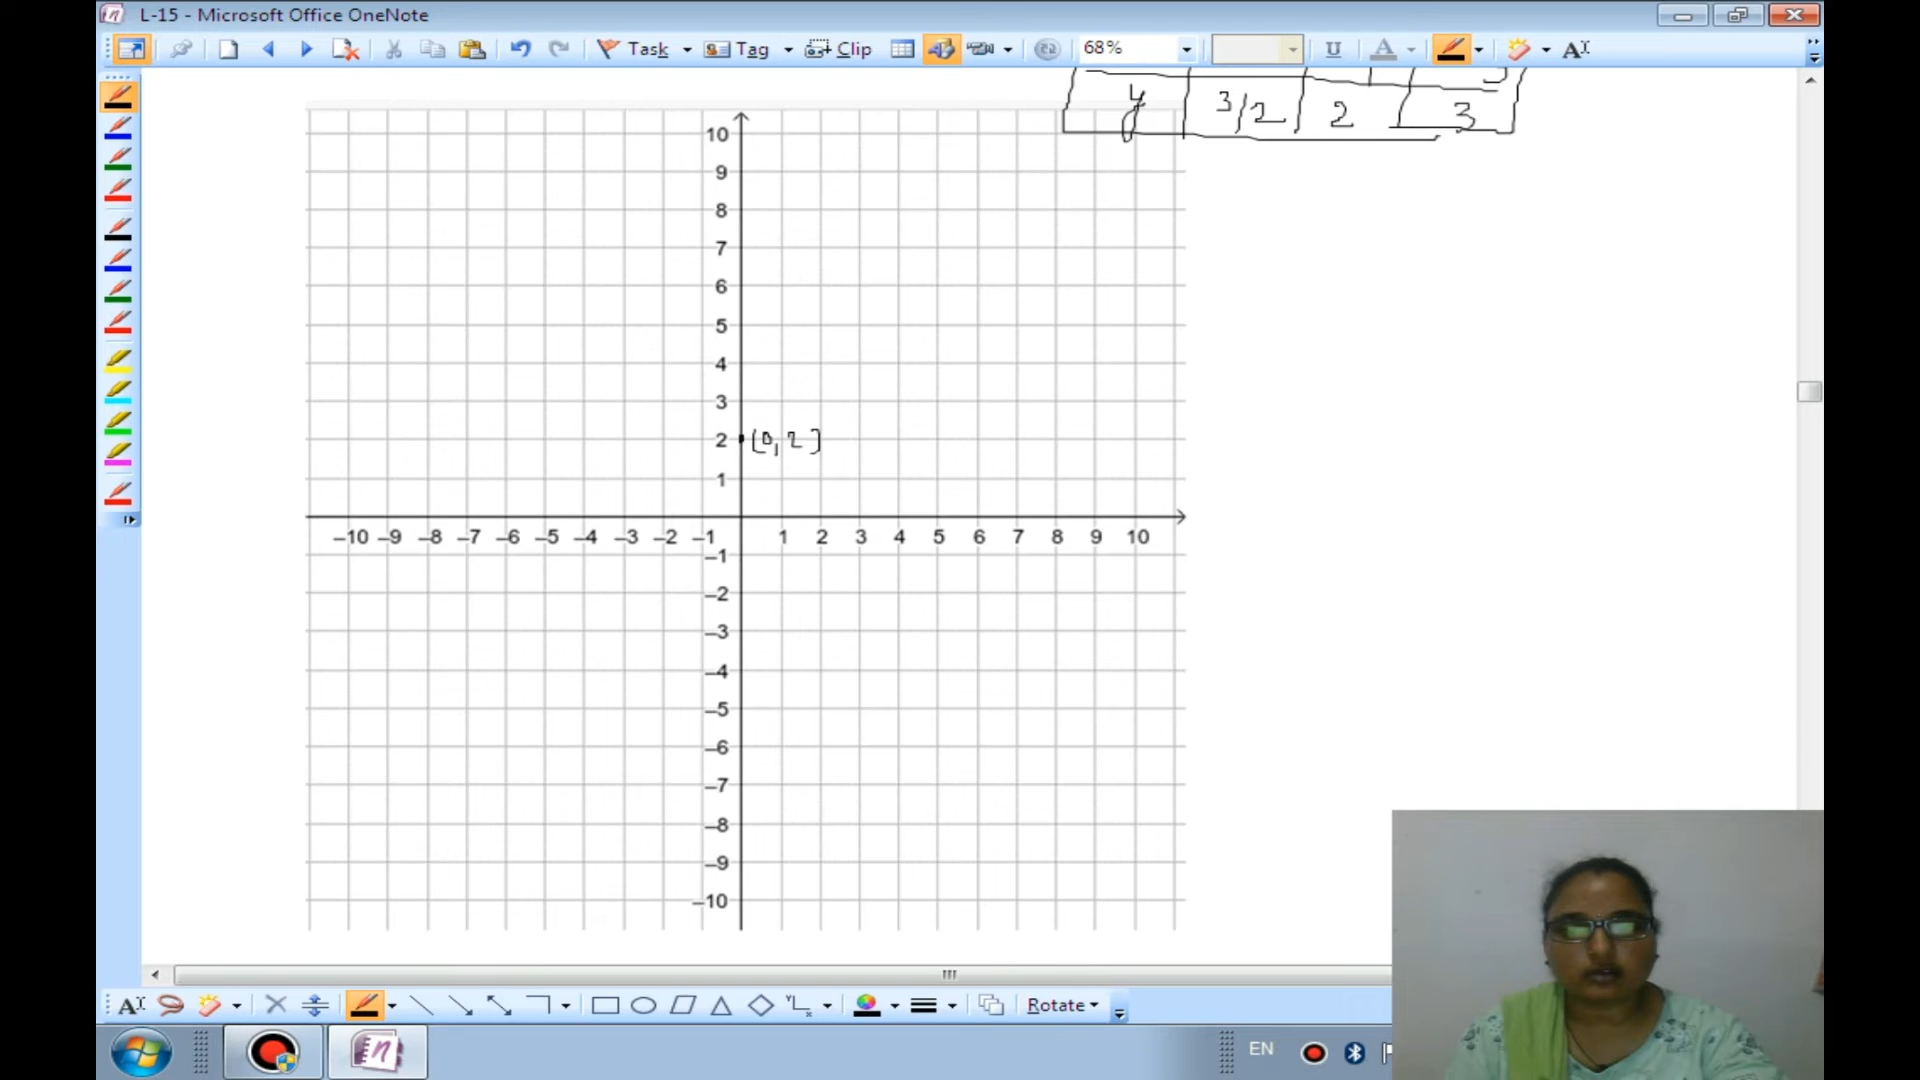 L-15 - Microsoft Office OneNote
Task Tag Clip 68% U A
y 3/2 2 3
10
9
8
7
6
5
4
3
2 (0, 2)
1
–10 –9 –8 –7 –6 –5 –4 –3 –2 –1 1 2 3 4 5 6 7 8 9 10
–1
–2
–3
–4
–5
–6
–7
–8
–9
–10
Rotate
EN